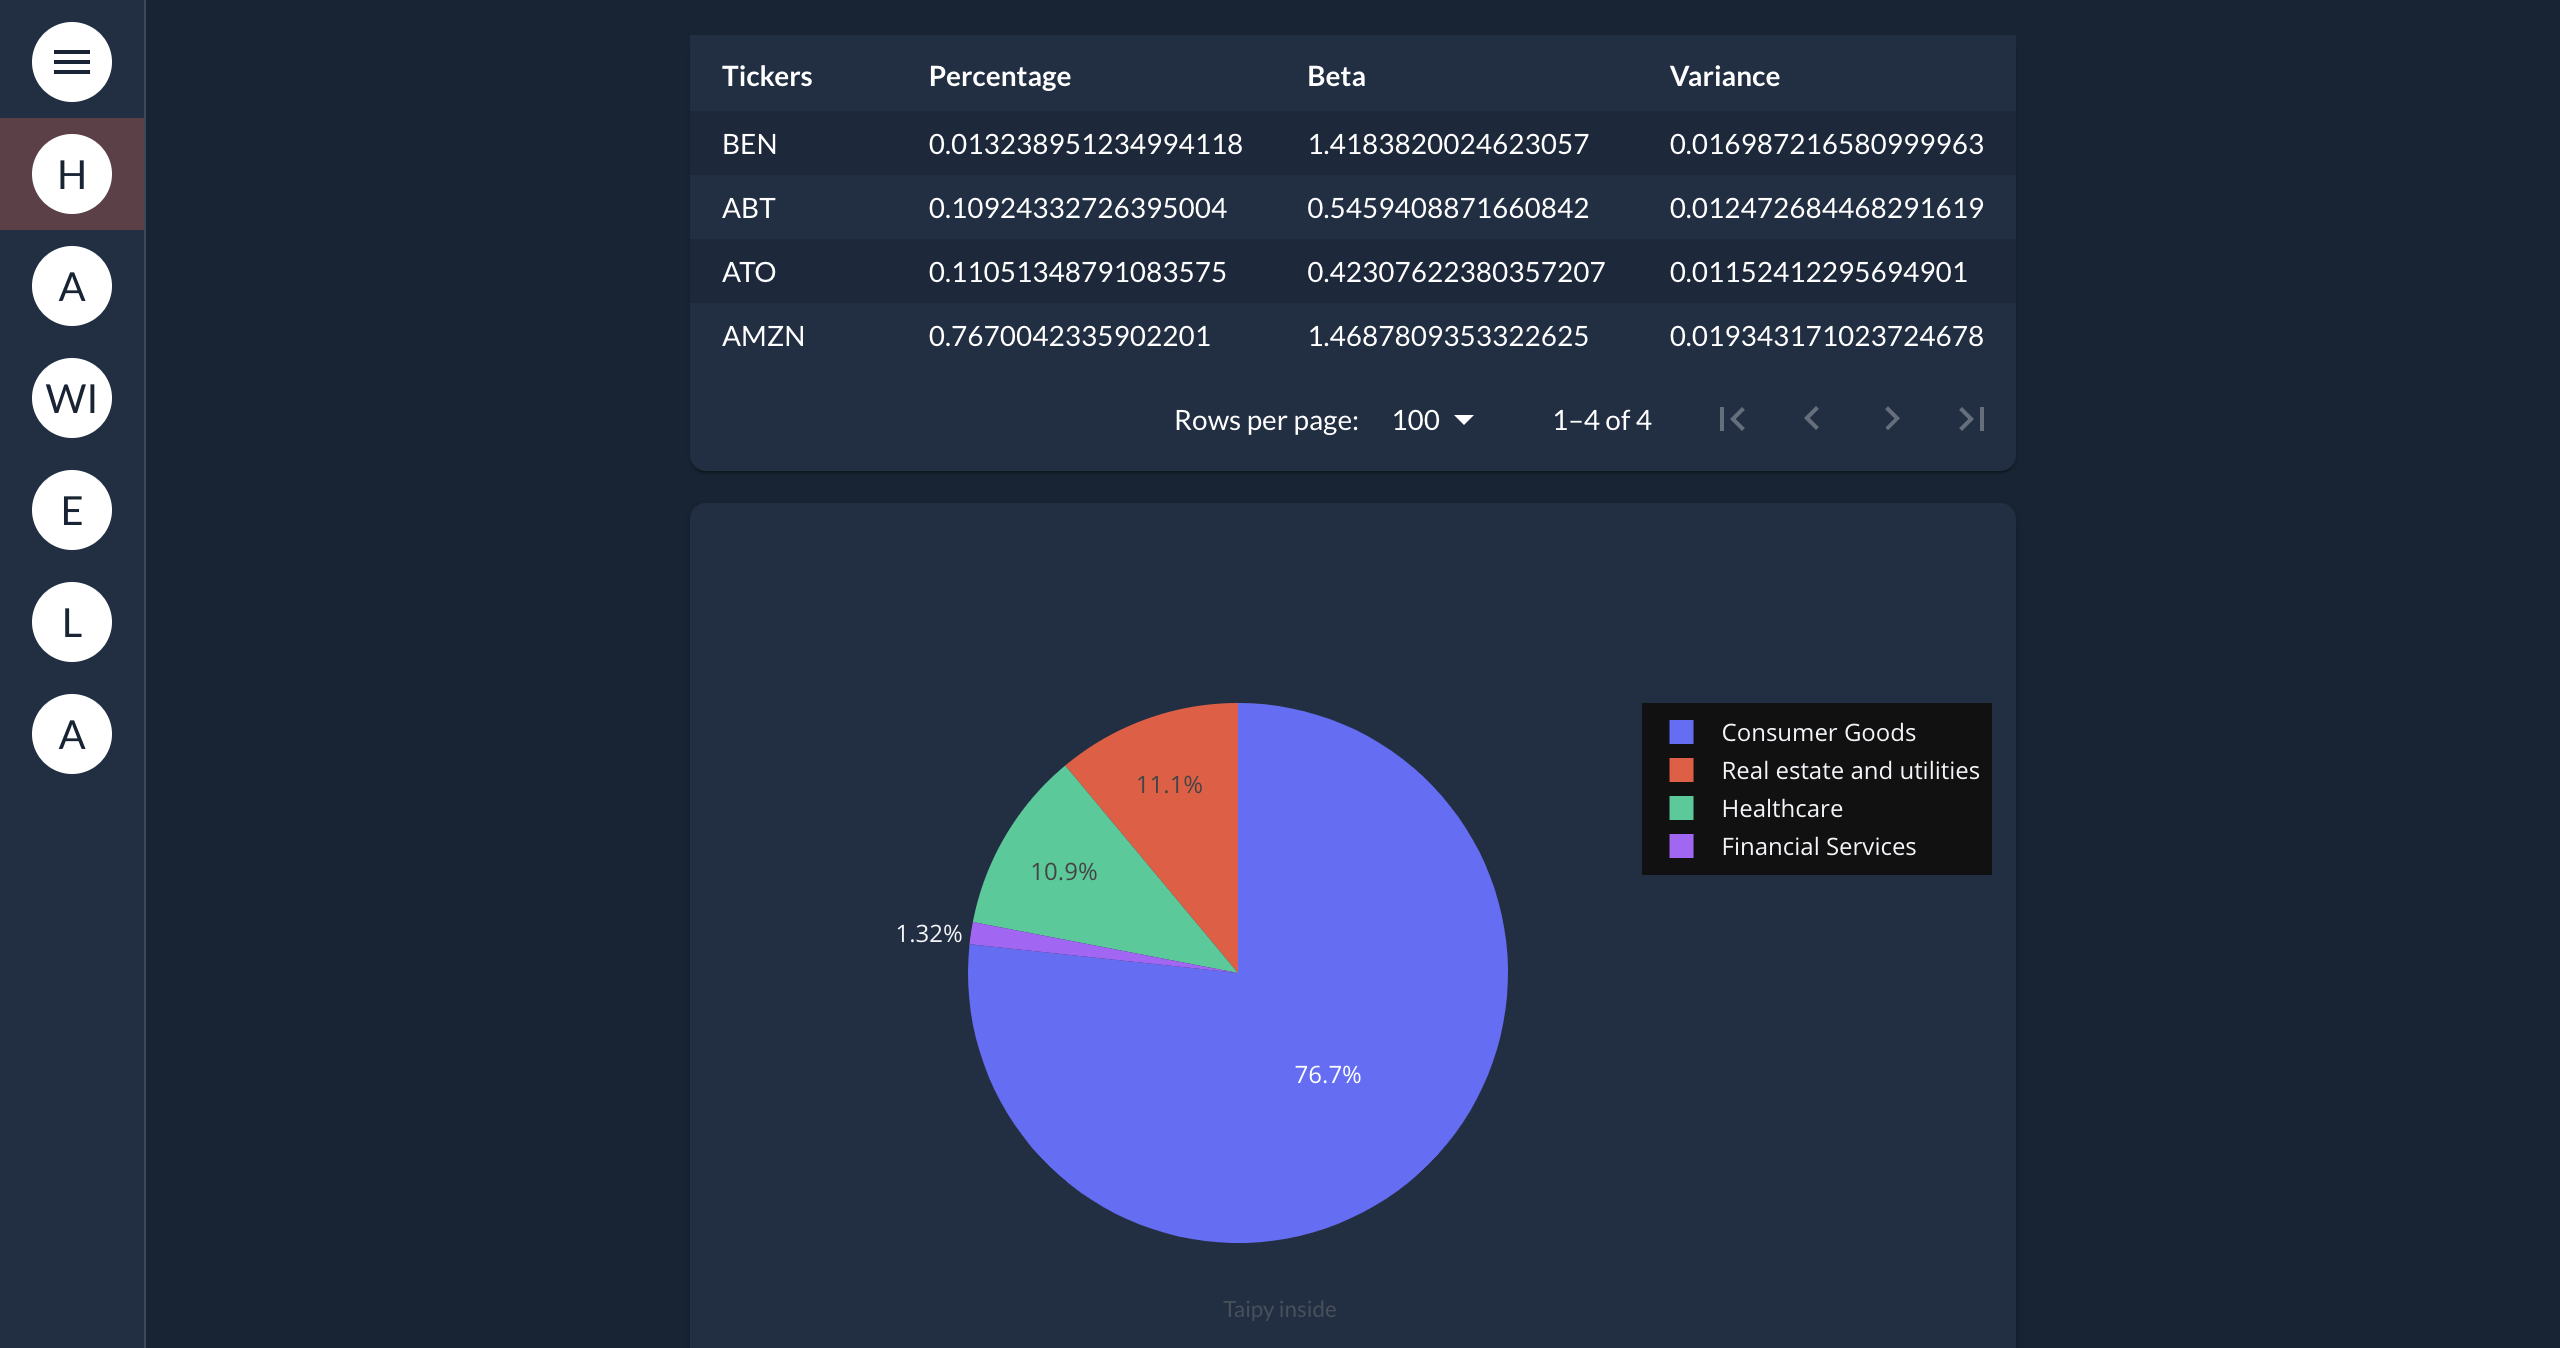 H
A
WI
E
L
A
Tickers Percentage Beta Variance
BEN 0.013238951234994118 1.4183820024623057 0.016987216580999963
ABT 0.10924332726395004 0.5459408871660842 0.012472684468291619
ATO 0.11051348791083575 0.42307622380357207 0.01152412295694901
AMZN 0.7670042335902201 1.4687809353322625 0.019343171023724678
Rows per page: 100 1–4 of 4
Consumer Goods
Real estate and utilities
Healthcare
Financial Services
11.1%
10.9%
1.32%
76.7%
Taipy inside